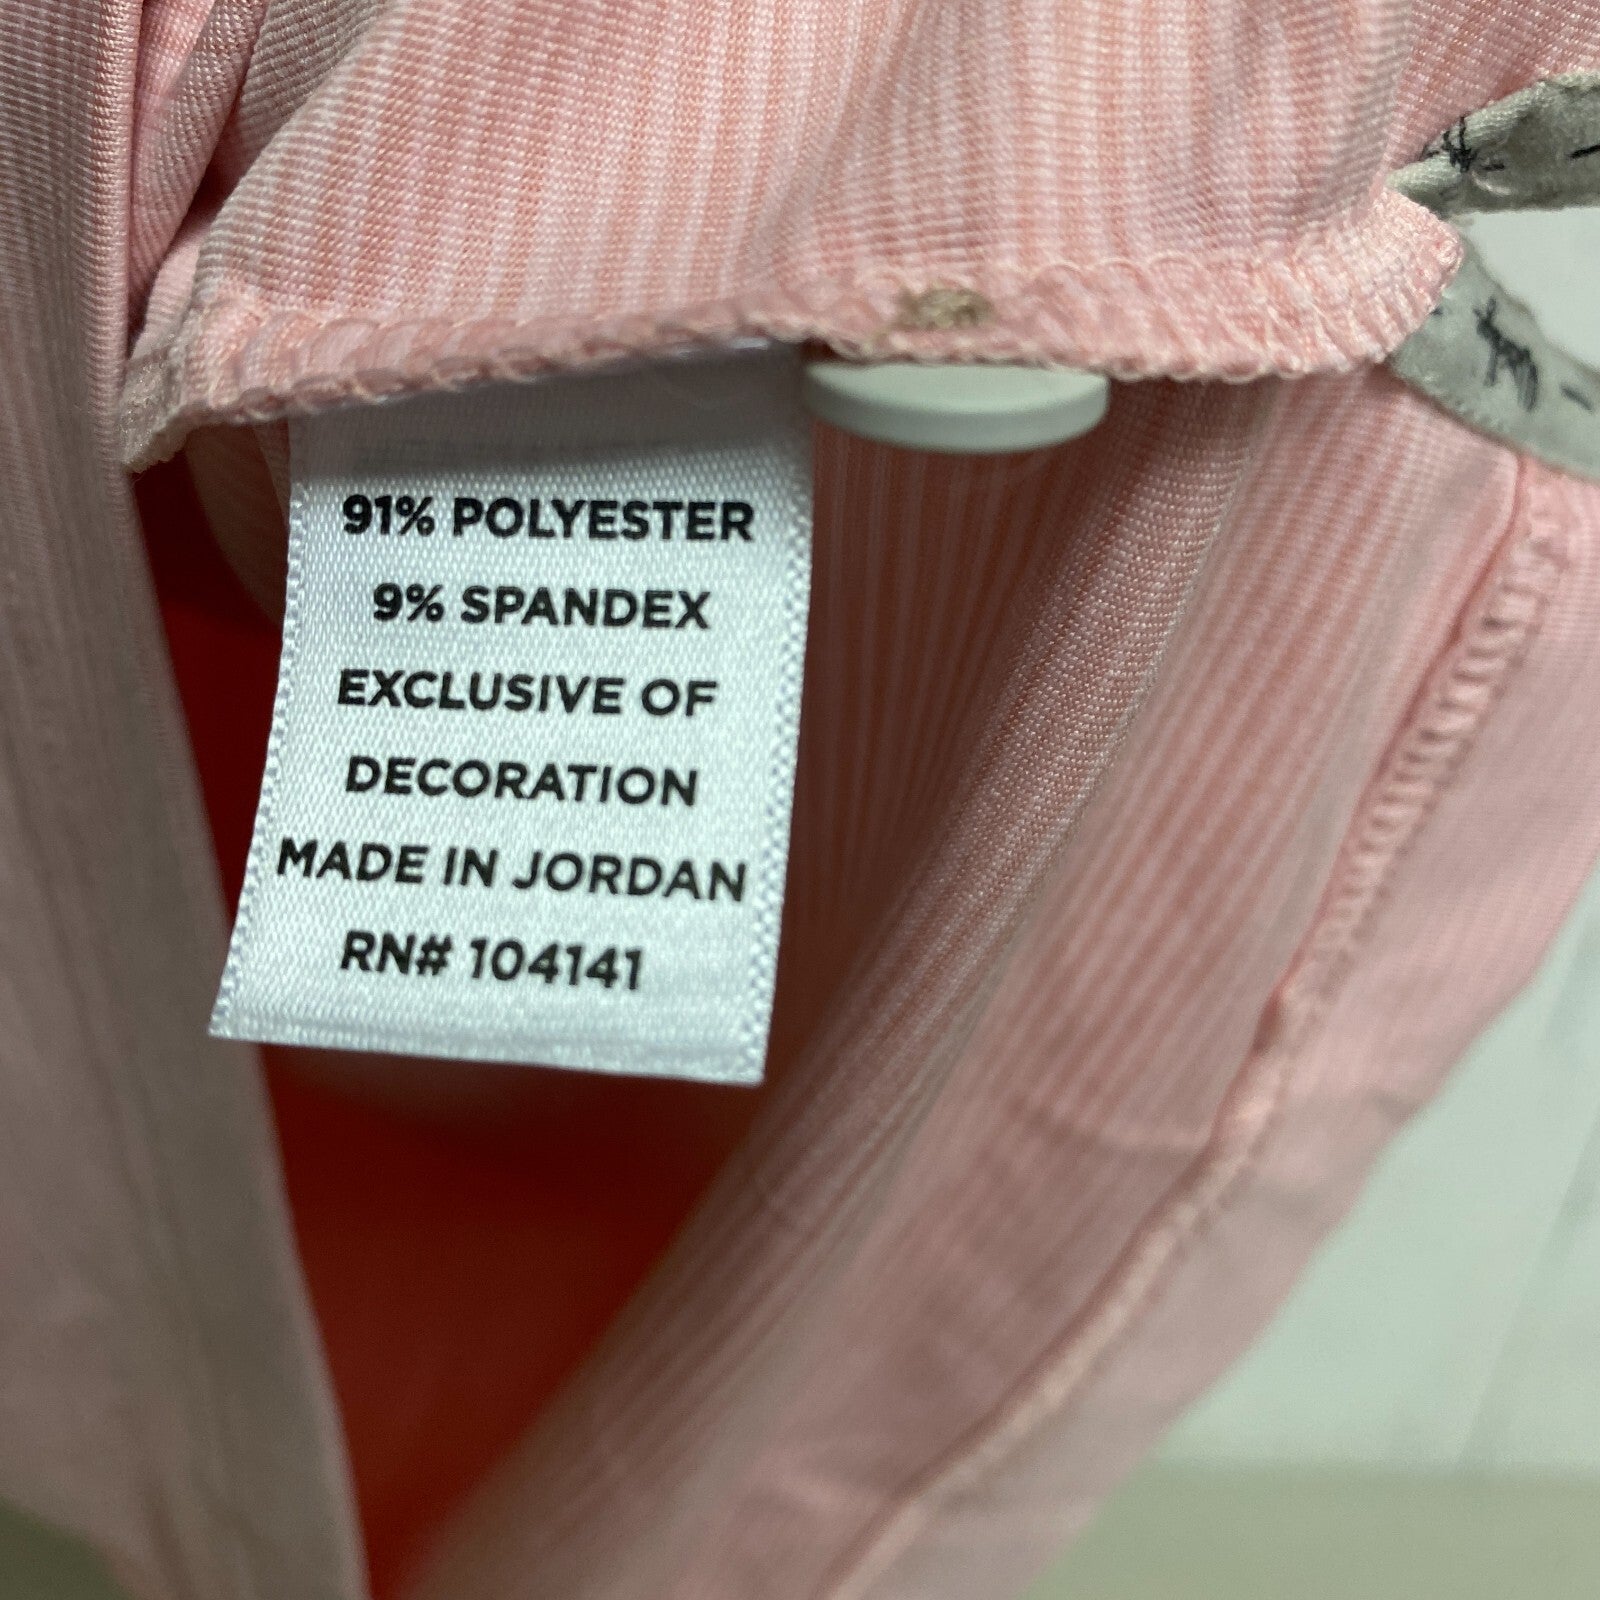 91% POLYESTER
9% SPANDEX
EXCLUSIVE OF
DECORATION
MADE IN JORDAN
RN# 104141